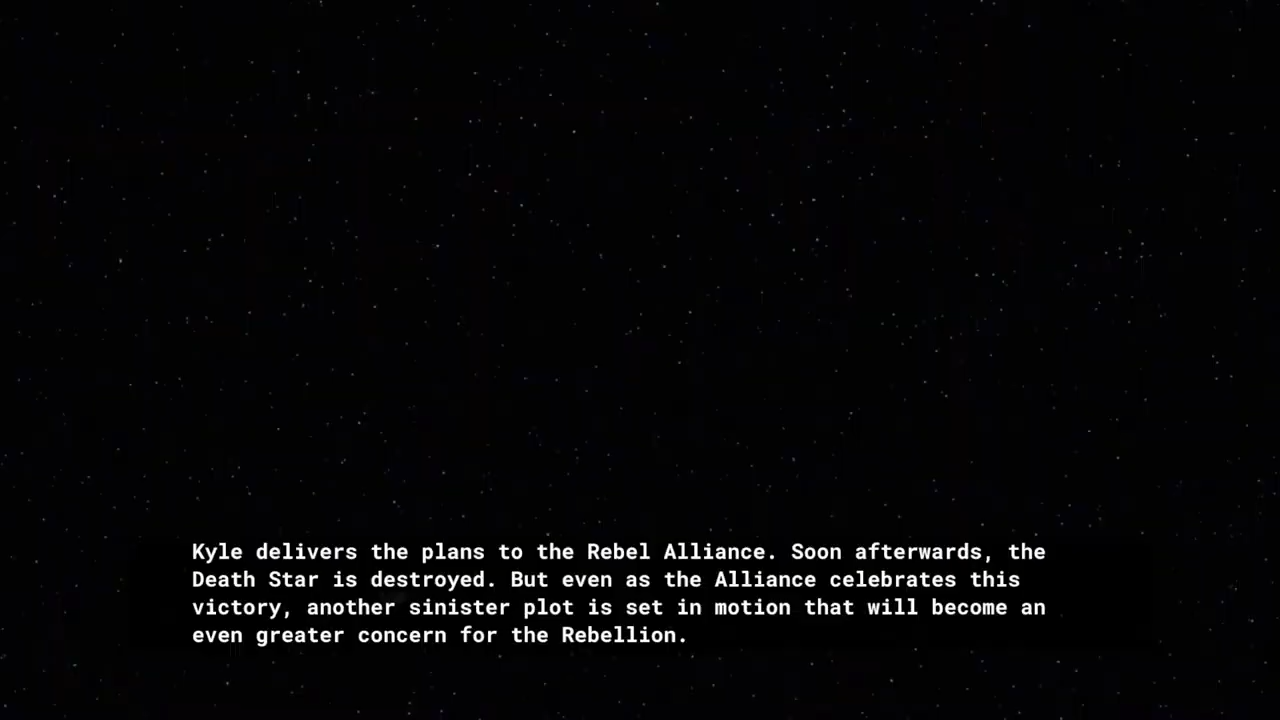 Kyle delivers the plans to the Rebel Alliance. Soon afterwards, the
Death Star is destroyed. But even as the Alliance celebrates this
victory, another sinister plot is set in motion that will become an
even greater concern for the Rebellion.